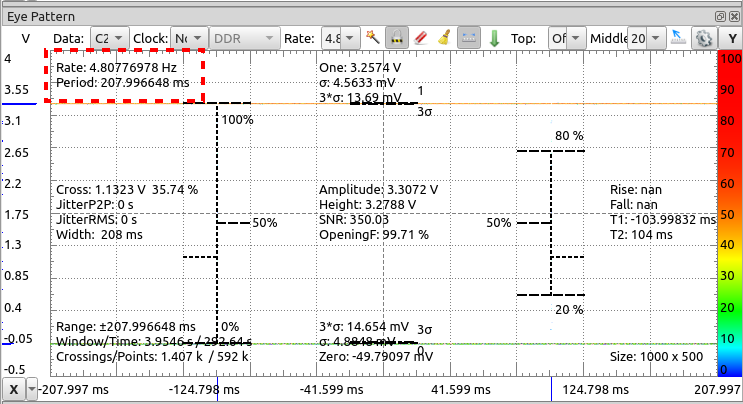 Eye Pattern
V Data: C2 Clock: Nc DDR Rate: 4.8 Top: Of Middle 20 Y
4 100
Rate: 4.80776978 Hz One: 3.2574 V
Period: 207.996648 ms σ: 4.5633 mV
3.55 3*σ: 13.69 mV 1 90
3σ
3.1 100% 80
80 %
2.65 70
2.2 60
Cross: 1.1323 V 35.74 % Amplitude: 3.3072 V Rise: nan
JitterP2P: 0 s Height: 3.2788 V Fall: nan
1.75 JitterRMS: 0 s 50% SNR: 350.03 50% T1: -103.99832 ms 50
Width: 208 ms OpeningF: 99.71 % T2: 104 ms
1.3 40
0.85 30
0.4 20 % 20
Range: ±207.996648 ms 0% 3*σ: 14.654 mV 3σ
-0.05 Window/Time: 3.9546 s / 292.64 s σ: 4.8848 mV 10
Crossings/Points: 1.407 k / 592 k Zero: -49.79097 mV 0 Size: 1000 x 500
-0.5 0
X -207.997 ms -124.798 ms -41.599 ms 41.599 ms 124.798 ms 207.997